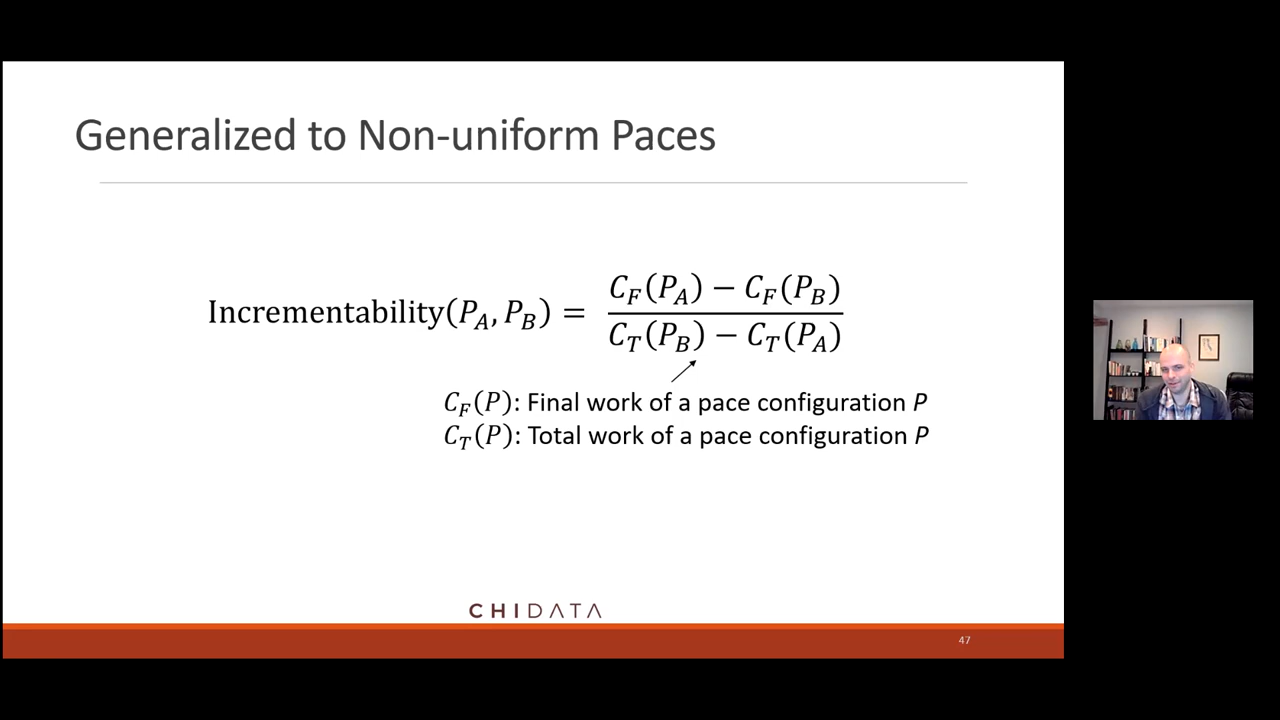 Generalized to Non-uniform Paces
Incrementability(P_A, P_B) = \frac{C_F(P_A) - C_F(P_B)}{C_T(P_B) - C_T(P_A)}
C_F(P): Final work of a pace configuration P
C_T(P): Total work of a pace configuration P
CHIDATA
47